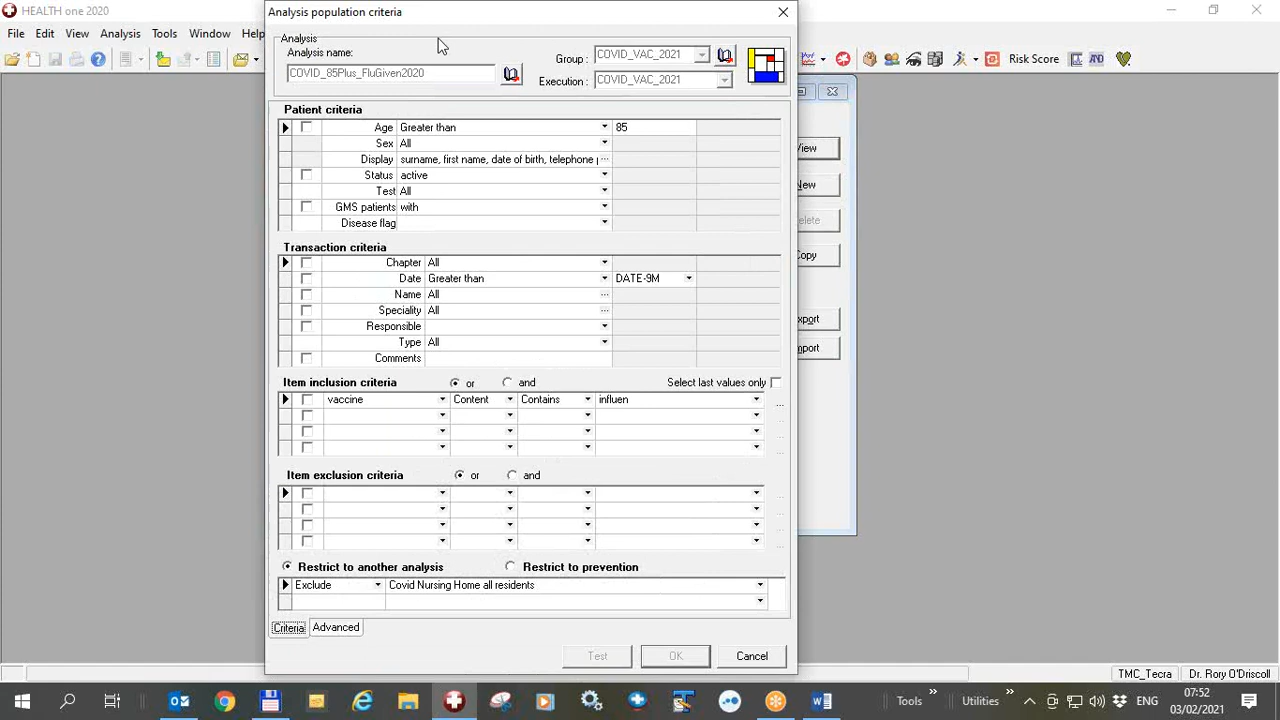 HEALTH one 2020
Analysis population criteria
File Edit View Analysis Tools Window Help
Analysis
Analysis name:
COVID_85Plus_FluGiven2020
Group :
COVID_VAC_2021
Execution :
COVID_VAC_2021
Risk Score
AND
Patient criteria
Age Greater than 85
Sex All
Display surname, first name, date of birth, telephone
Status active
Test All
GMS patients with
Disease flag
View
New
Copy
Transaction criteria
Chapter All
Date Greater than DATE-9M
Name All
Speciality All
Responsible
Type All
Comments
Item inclusion criteria or and Select last values only
vaccine Content Contains influen
Item exclusion criteria or and
Restrict to another analysis Restrict to prevention
Exclude Covid Nursing Home all residents
Criteria Advanced
Test OK Cancel
TMC_Tecra Dr. Rory O'Driscoll
Tools Utilities ENG
07:52
03/02/2021